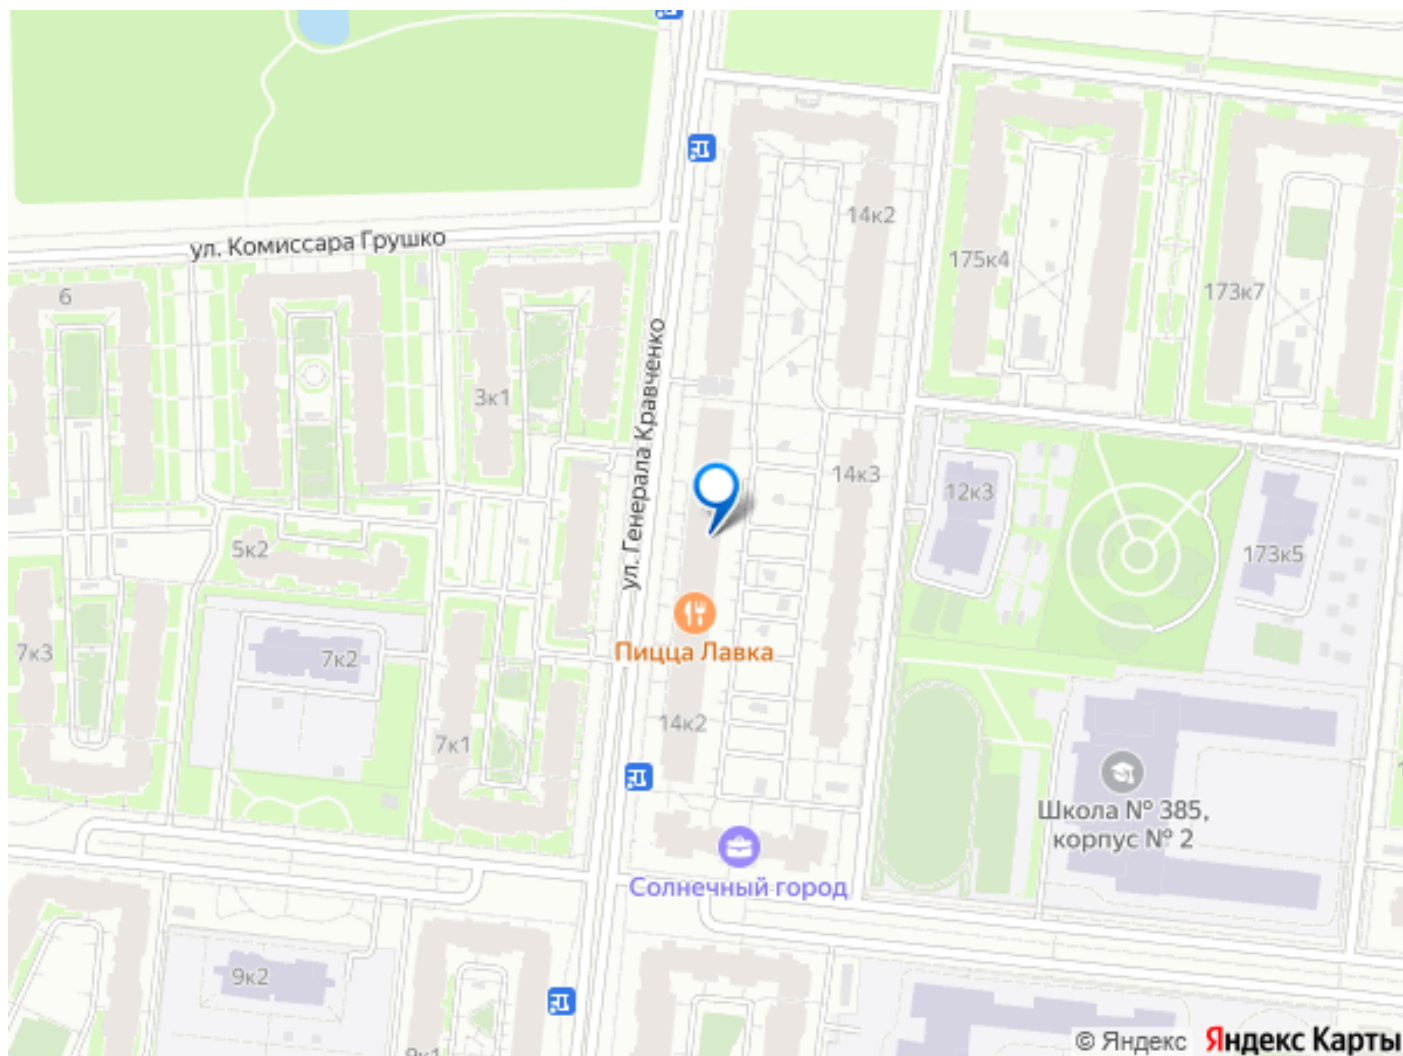 14к2
ул. Комиссара Грушко
175к4
173к7
6
ул. Генерала Кравченко
3к1
14к3
12к3
5к2
173к5
7к3
7к2
Пицца Лавка
14к2
7к1
Школа № 385,
корпус № 2
Солнечный город
9к2
© Яндекс Яндекс Карты